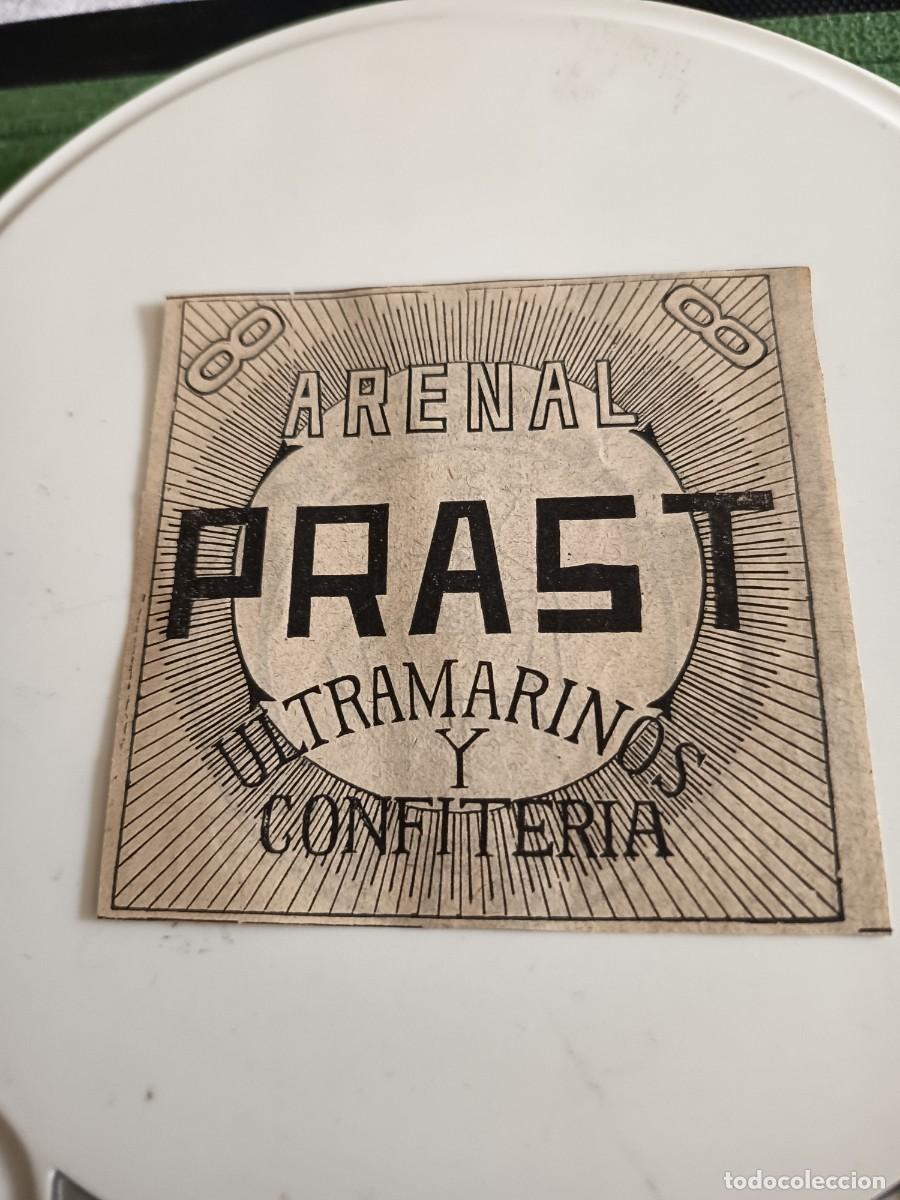 8 8
ARENAL
PRAST
ULTRAMARINOS
Y
CONFITERIA
todocoleccion